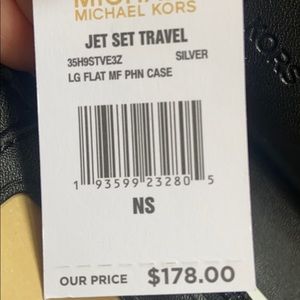 MICHAEL KORS
JET SET TRAVEL
35H9STVE3Z SILVER
LG FLAT MF PHN CASE
1 93599 23280 5
NS
OUR PRICE $178.00
KORS